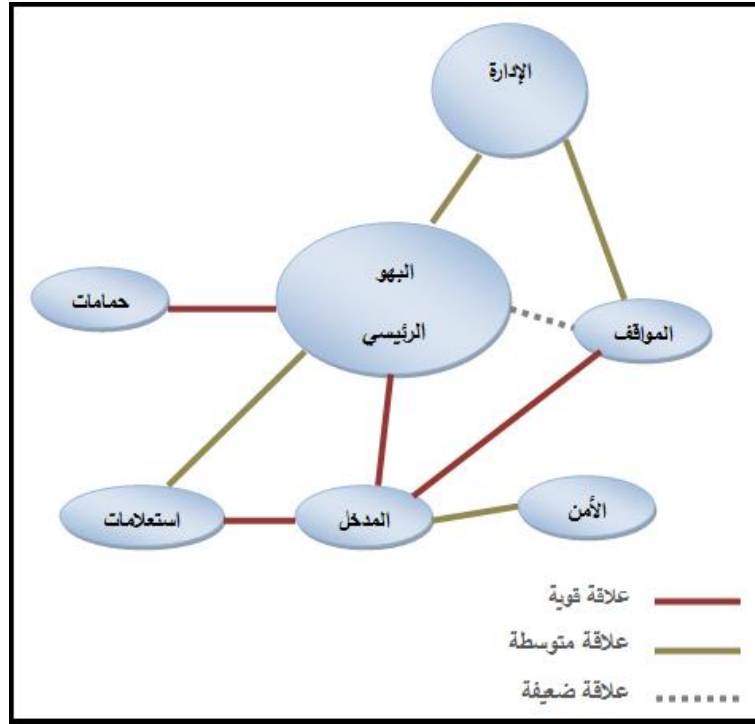 الإدارة
البهو
الرئيسي
حمامات
المواقف
استعلامات
المدخل
الأمن
علاقة قوية
علاقة متوسطة
علاقة ضعيفة